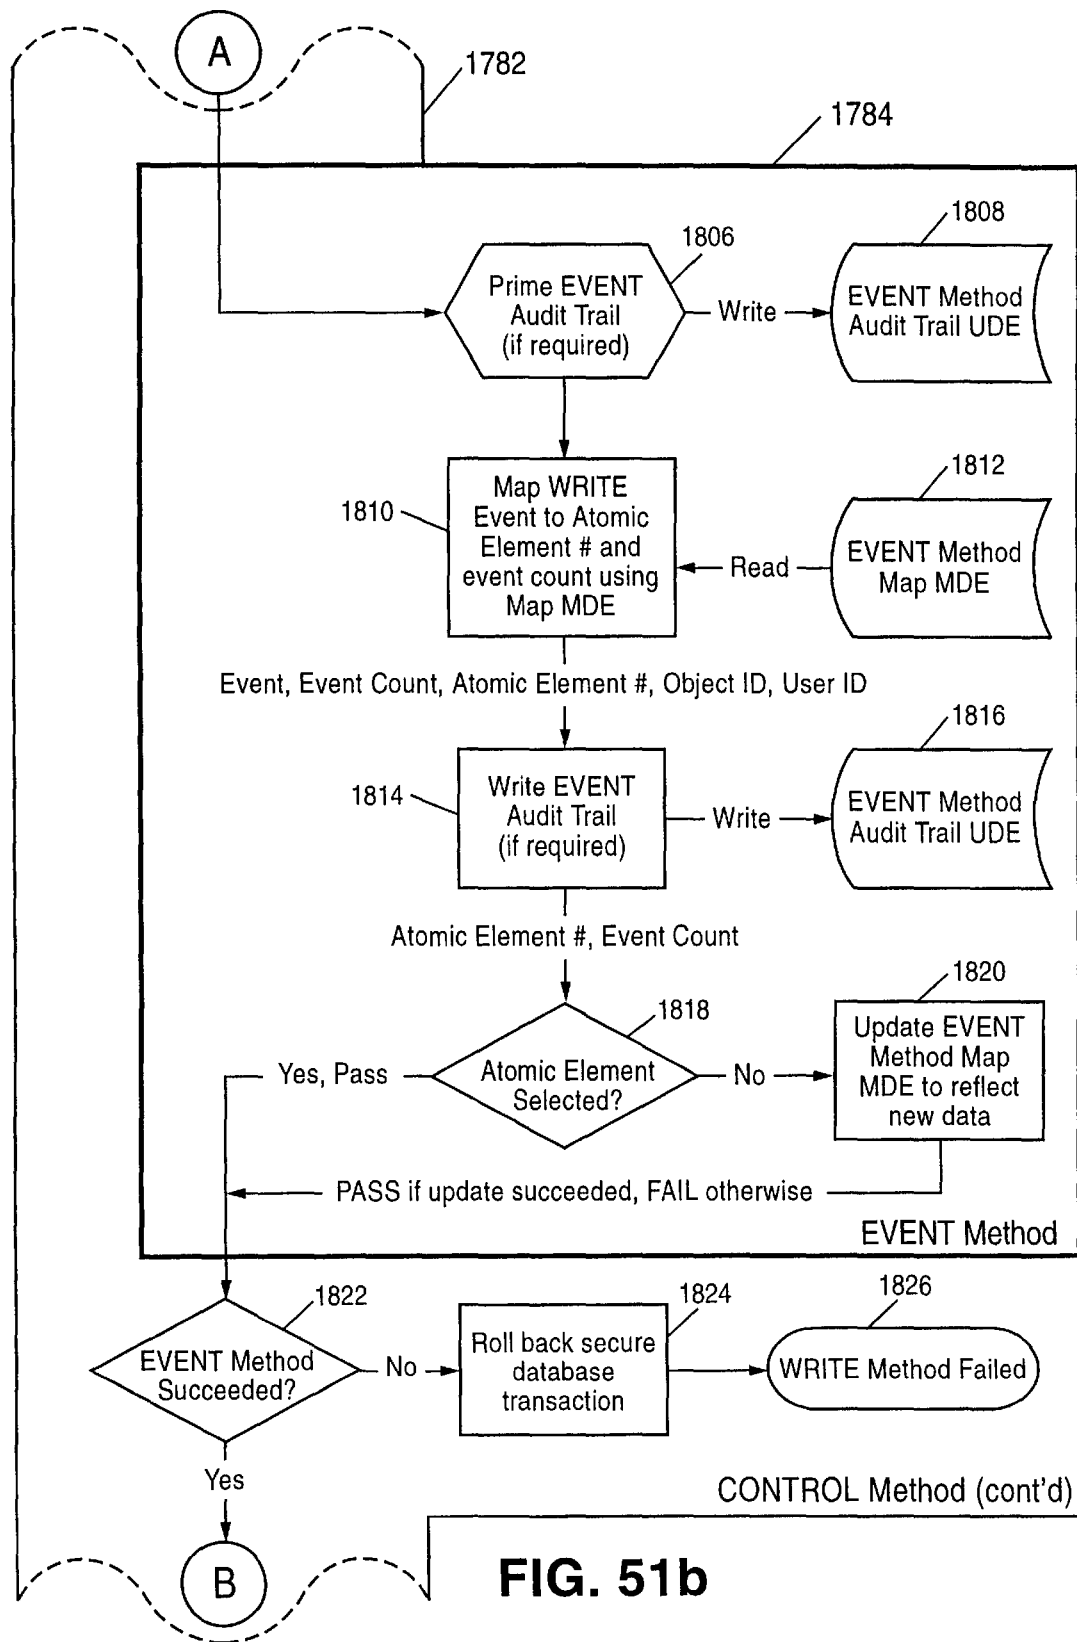 A
1782
1784
1806
1808
Prime EVENT
Audit Trail
(if required)
Write
EVENT Method
Audit Trail UDE
1810
Map WRITE
Event to Atomic
Element # and
event count using
Map MDE
Read
1812
EVENT Method
Map MDE
Event, Event Count, Atomic Element #, Object ID, User ID
1814
Write EVENT
Audit Trail
(if required)
Write
1816
EVENT Method
Audit Trail UDE
Atomic Element #, Event Count
1818
Yes, Pass
Atomic Element
Selected?
No
1820
Update EVENT
Method Map
MDE to reflect
new data
PASS if update succeeded, FAIL otherwise
EVENT Method
1822
EVENT Method
Succeeded?
No
1824
Roll back secure
database
transaction
1826
WRITE Method Failed
Yes
CONTROL Method (cont'd)
B
FIG. 51b